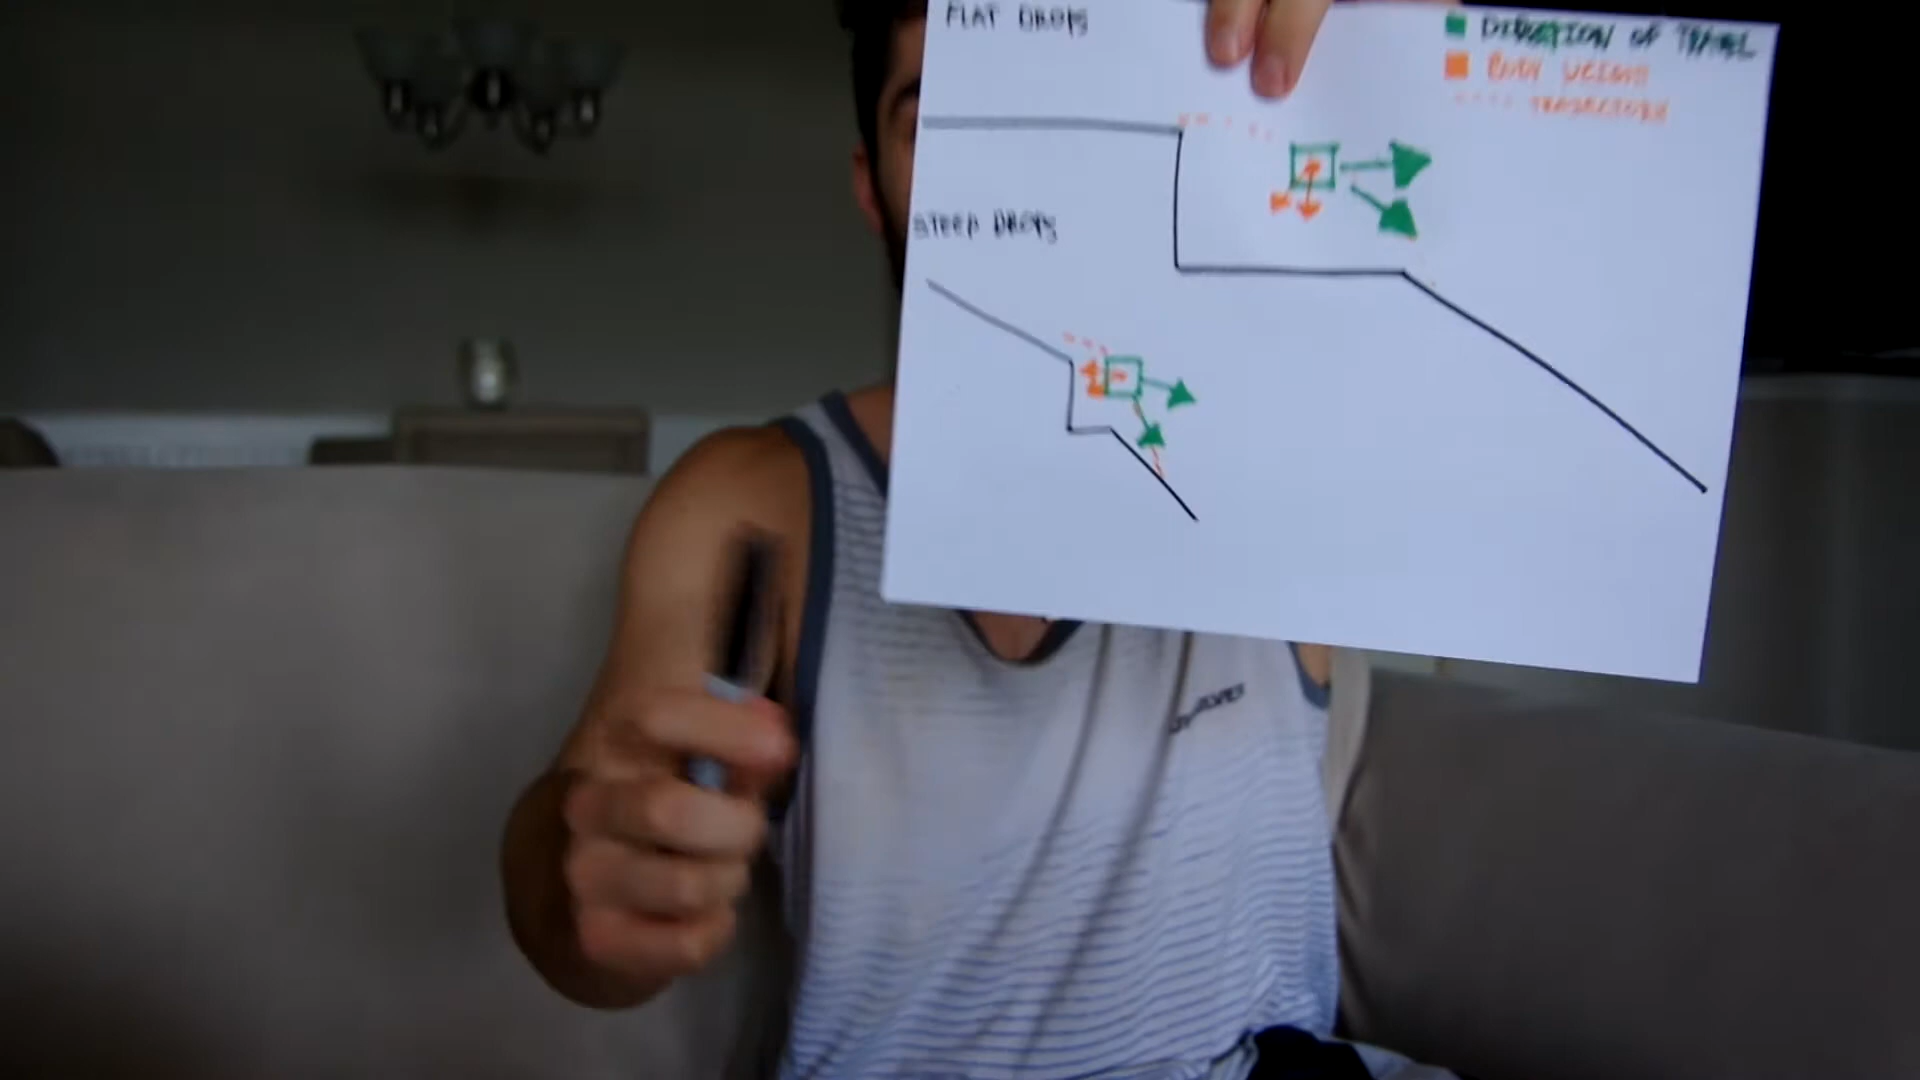 FLAT DROPS
DIRECTION OF TRAVEL
BODY WEIGHT
TRAJECTORY
STEEP DROPS